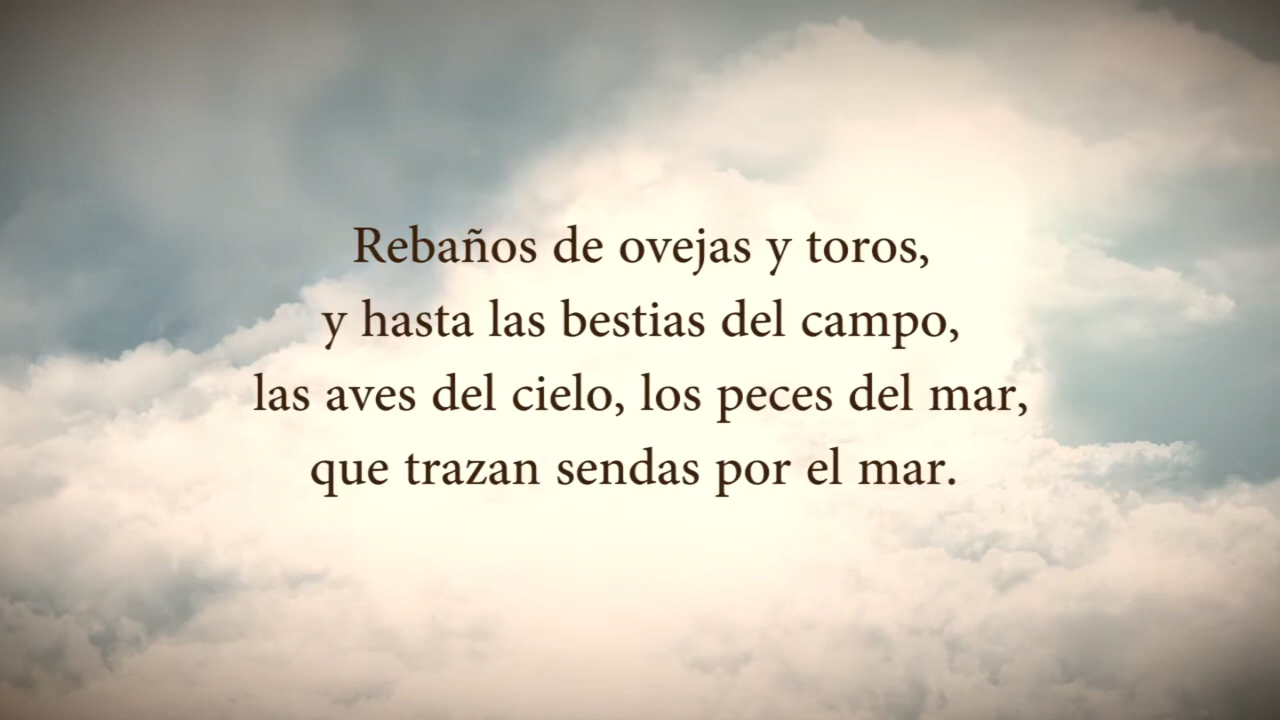 Rebaños de ovejas y toros,
y hasta las bestias del campo,
las aves del cielo, los peces del mar,
que trazan sendas por el mar.